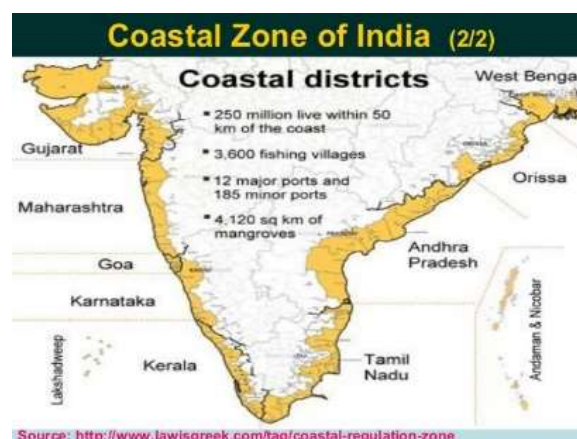 Coastal Zone of India (2/2)
Coastal districts
West Benga
▪ 250 million live within 50
km of the coast
▪ 3,600 fishing villages
▪ 12 major ports and
185 minor ports
▪ 4,120 sq km of
mangroves
Gujarat
Maharashtra
Goa
Karnataka
Kerala
Lakshadweep
Orissa
Andhra
Pradesh
Tamil
Nadu
Andaman & Nicobar
Source: http://www.lawisgreek.com/tag/coastal-regulation-zone